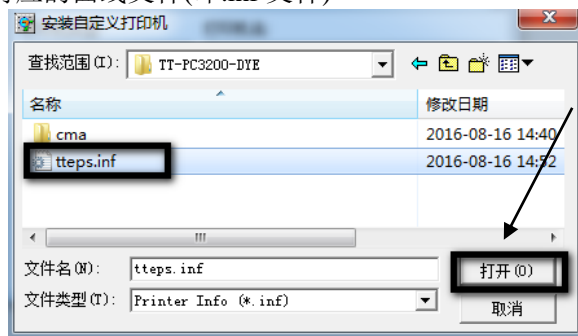 安装自定义打印机
查找范围(I): TT-PC3200-DYE
名称 修改日期
cma 2016-08-16 14:40
tteps.inf 2016-08-16 14:52
文件名(N): tteps.inf 打开(O)
文件类型(T): Printer Info (*.inf) 取消